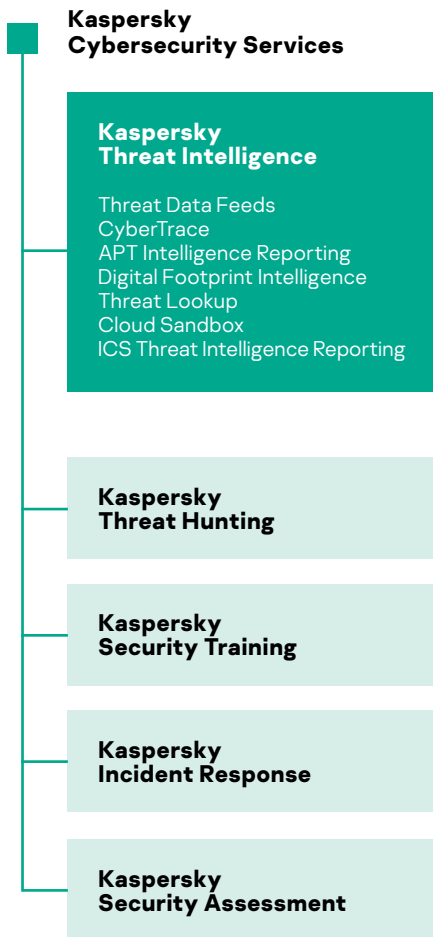 Kaspersky
Cybersecurity Services
Kaspersky
Threat Intelligence
Threat Data Feeds
CyberTrace
APT Intelligence Reporting
Digital Footprint Intelligence
Threat Lookup
Cloud Sandbox
ICS Threat Intelligence Reporting
Kaspersky
Threat Hunting
Kaspersky
Security Training
Kaspersky
Incident Response
Kaspersky
Security Assessment